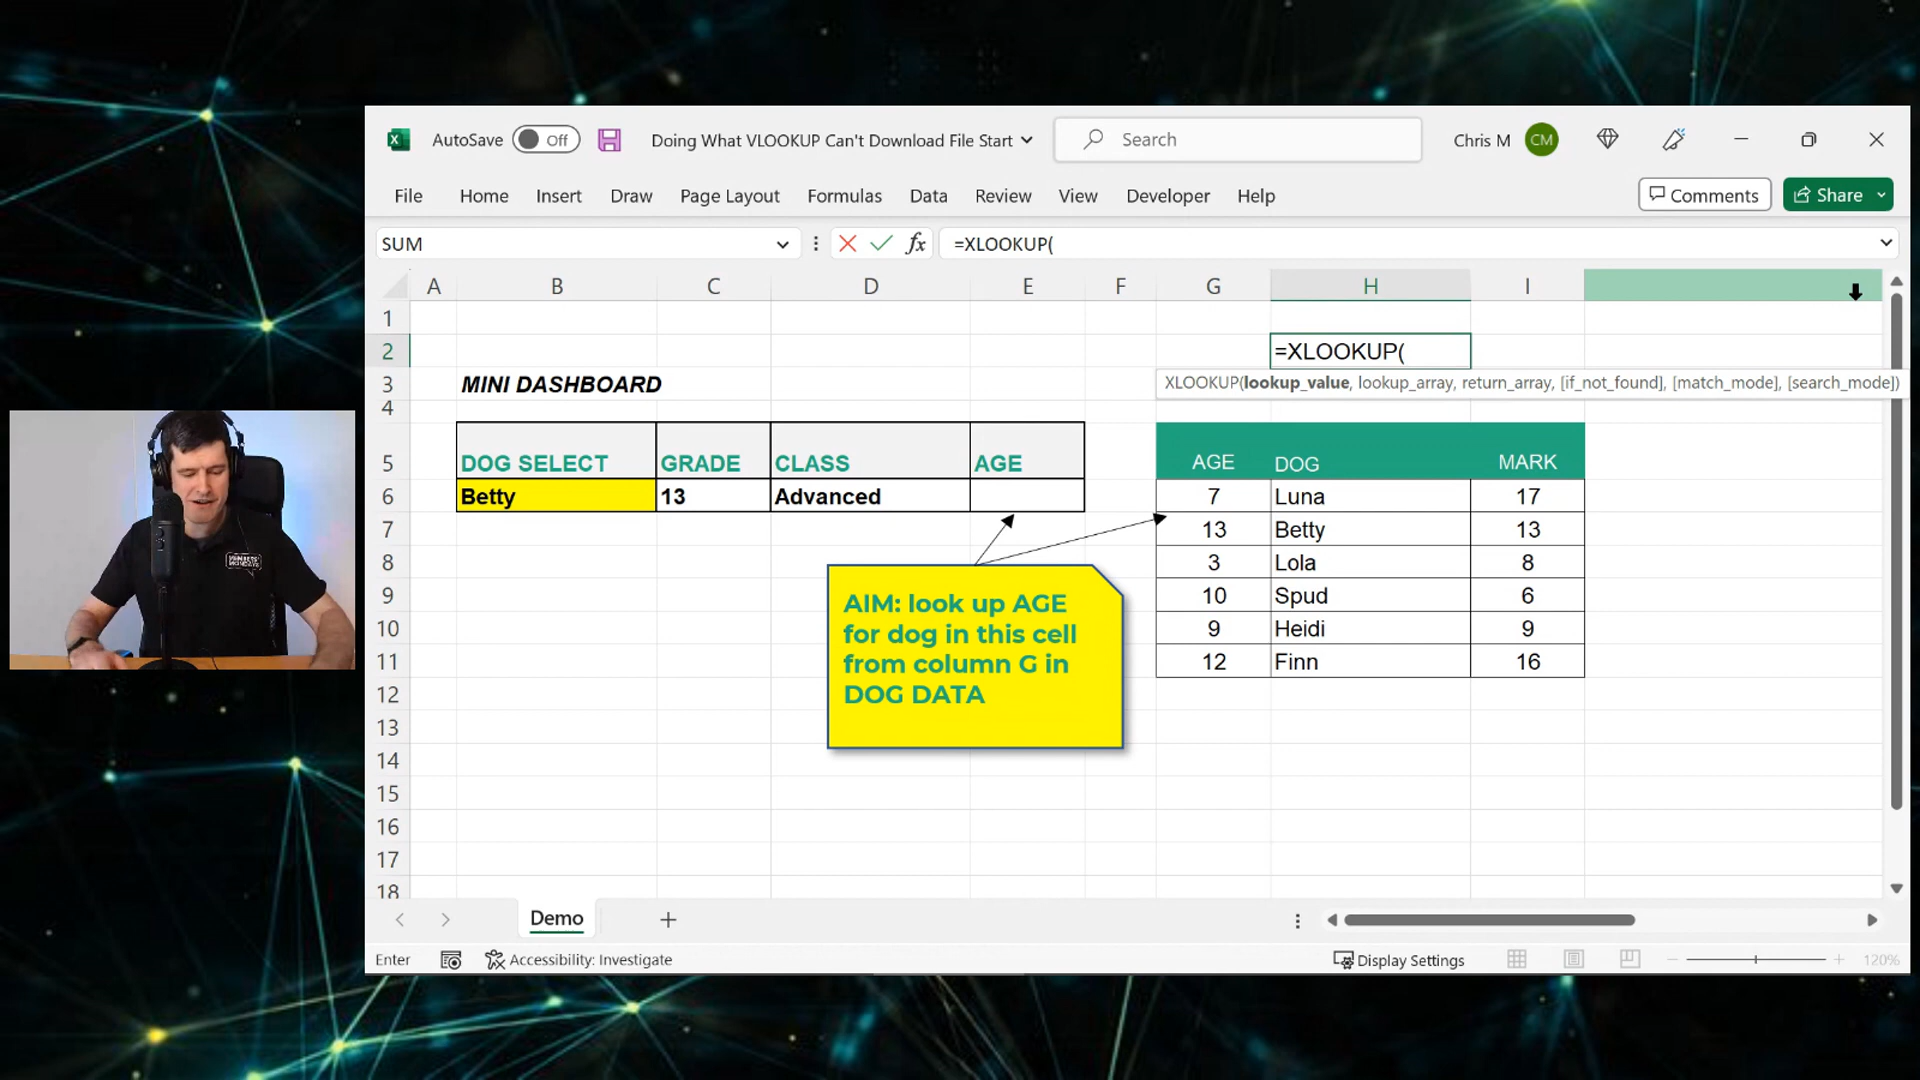 AutoSave Off Doing What VLOOKUP Can't Download File Start Search Chris M CM
File Home Insert Draw Page Layout Formulas Data Review View Developer Help Comments Share
SUM fx =XLOOKUP(
A B C D E F G H I
1
2 =XLOOKUP(
3 MINI DASHBOARD XLOOKUP(lookup_value, lookup_array, return_array, [if_not_found], [match_mode], [search_mode])
4
5 DOG SELECT GRADE CLASS AGE AGE DOG MARK
6 Betty 13 Advanced 7 Luna 17
7 13 Betty 13
8 3 Lola 8
9 10 Spud 6
10 9 Heidi 9
11 12 Finn 16
AIM: look up AGE
for dog in this cell
from column G in
DOG DATA
12
13
14
15
16
17
18
Demo
Enter Accessibility: Investigate Display Settings 120%
MEMBERS'
MONDAYS